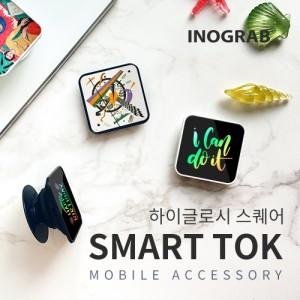 INOGRAB
I Can
do it
하이글로시 스퀘어
SMART TOK
MOBILE ACCESSORY